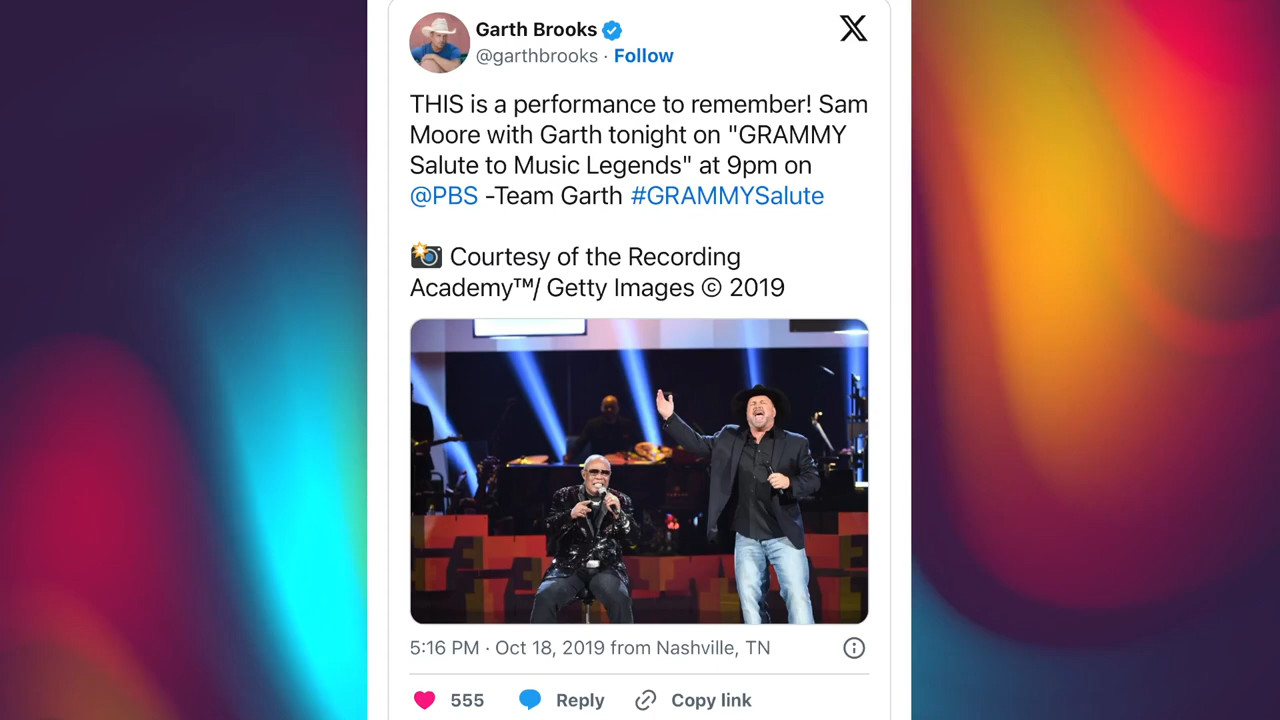 Garth Brooks
@garthbrooks · Follow
THIS is a performance to remember! Sam
Moore with Garth tonight on "GRAMMY
Salute to Music Legends" at 9pm on
@PBS -Team Garth #GRAMMYSalute
Courtesy of the Recording
Academy™/ Getty Images © 2019
5:16 PM · Oct 18, 2019 from Nashville, TN
555 Reply Copy link